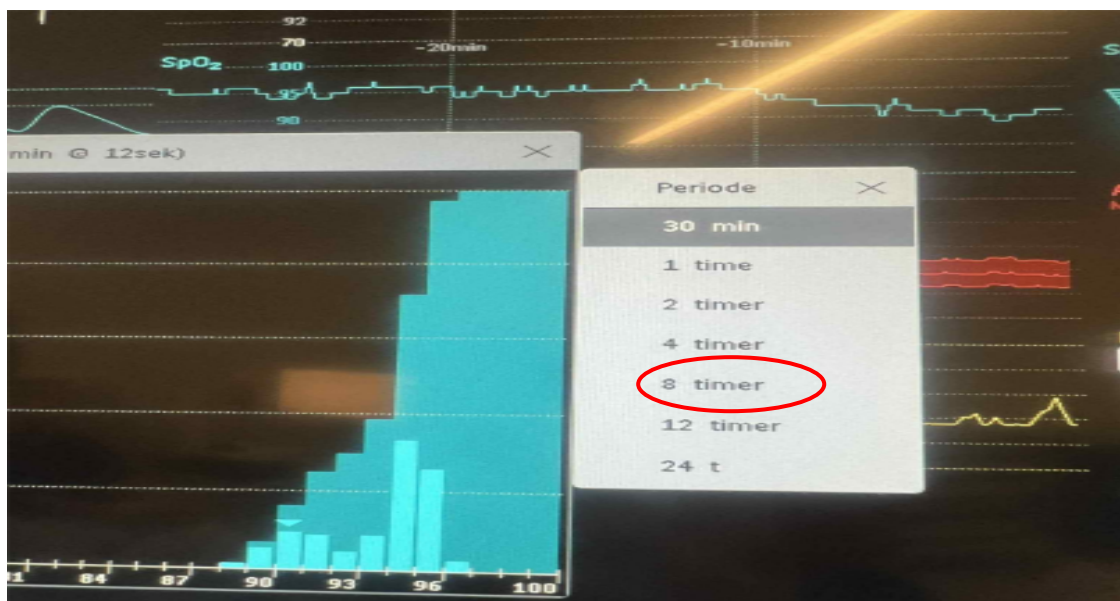 92
70
-20min
-10min
SpO₂
100
95
90
min @ 12sek)
Periode
30 min
1 time
2 timer
4 timer
8 timer
12 timer
24 t
84
87
90
93
96
100